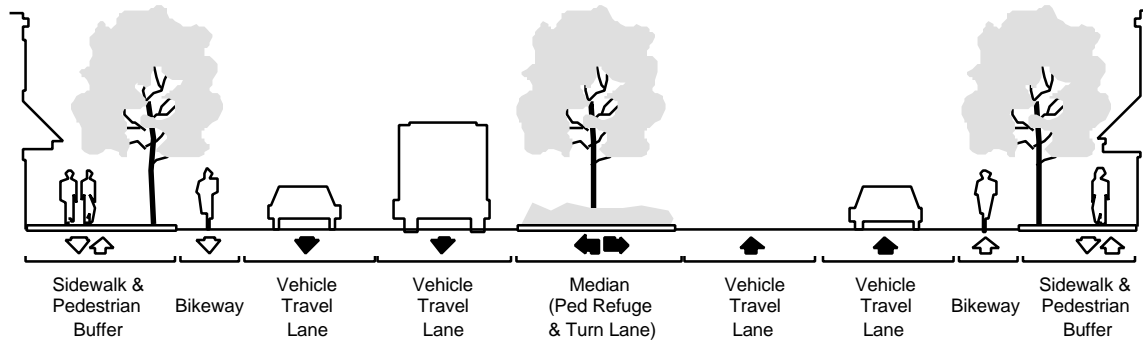 Sidewalk &
Pedestrian
Buffer
Bikeway
Vehicle
Travel
Lane
Vehicle
Travel
Lane
Median
(Ped Refuge
& Turn Lane)
Vehicle
Travel
Lane
Vehicle
Travel
Lane
Bikeway
Sidewalk &
Pedestrian
Buffer